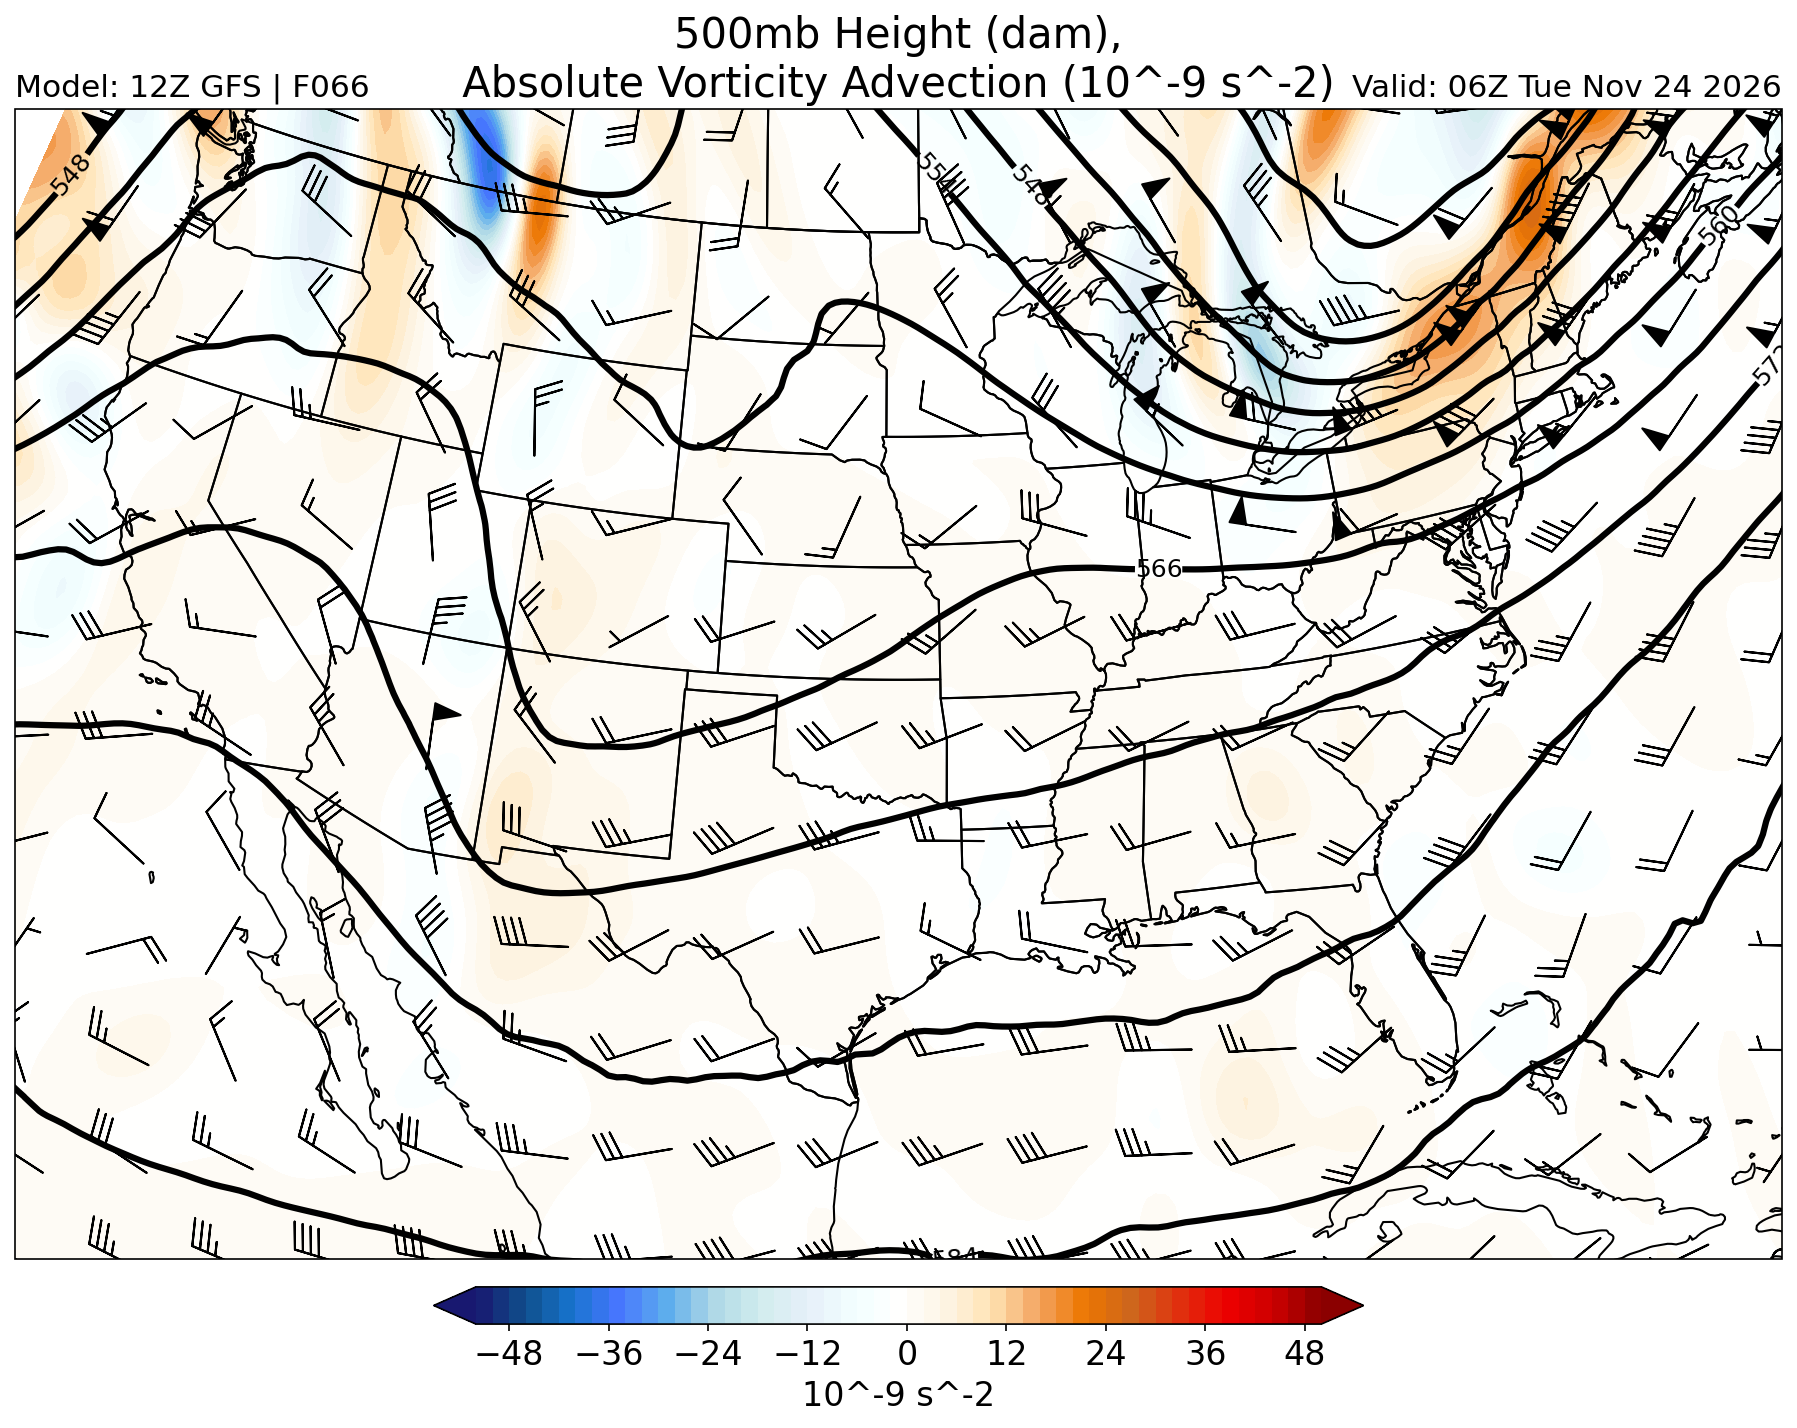 500mb Height (dam),
Model: 12Z GFS | F066
Absolute Vorticity Advection (10^-9 s^-2)
Valid: 06Z Tue Nov 24 2026
548
548
560
566
−48 −36 −24 −12 0 12 24 36 48
10^-9 s^-2